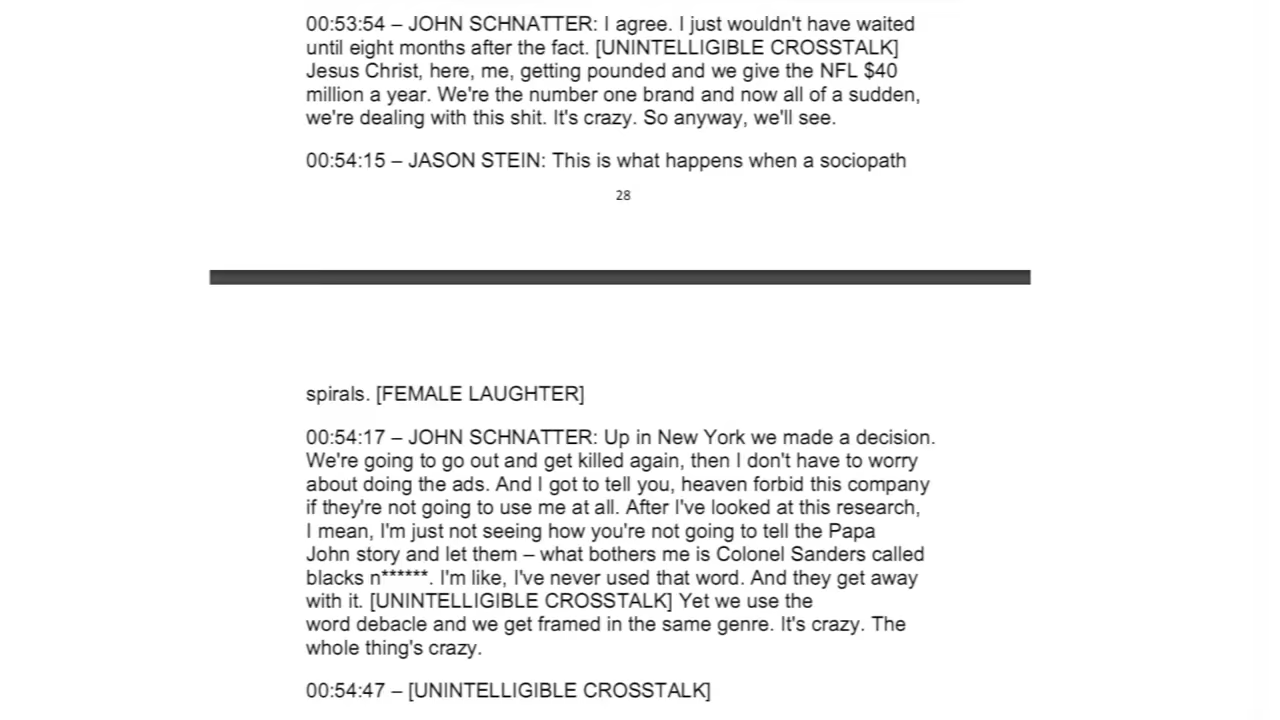 00:53:54 – JOHN SCHNATTER: I agree. I just wouldn't have waited
until eight months after the fact. [UNINTELLIGIBLE CROSSTALK]
Jesus Christ, here, me, getting pounded and we give the NFL $40
million a year. We're the number one brand and now all of a sudden,
we're dealing with this shit. It's crazy. So anyway, we'll see.
00:54:15 – JASON STEIN: This is what happens when a sociopath
28
spirals. [FEMALE LAUGHTER]
00:54:17 – JOHN SCHNATTER: Up in New York we made a decision.
We're going to go out and get killed again, then I don't have to worry
about doing the ads. And I got to tell you, heaven forbid this company
if they're not going to use me at all. After I've looked at this research,
I mean, I'm just not seeing how you're not going to tell the Papa
John story and let them – what bothers me is Colonel Sanders called
blacks n******. I'm like, I've never used that word. And they get away
with it. [UNINTELLIGIBLE CROSSTALK] Yet we use the
word debacle and we get framed in the same genre. It's crazy. The
whole thing's crazy.
00:54:47 – [UNINTELLIGIBLE CROSSTALK]